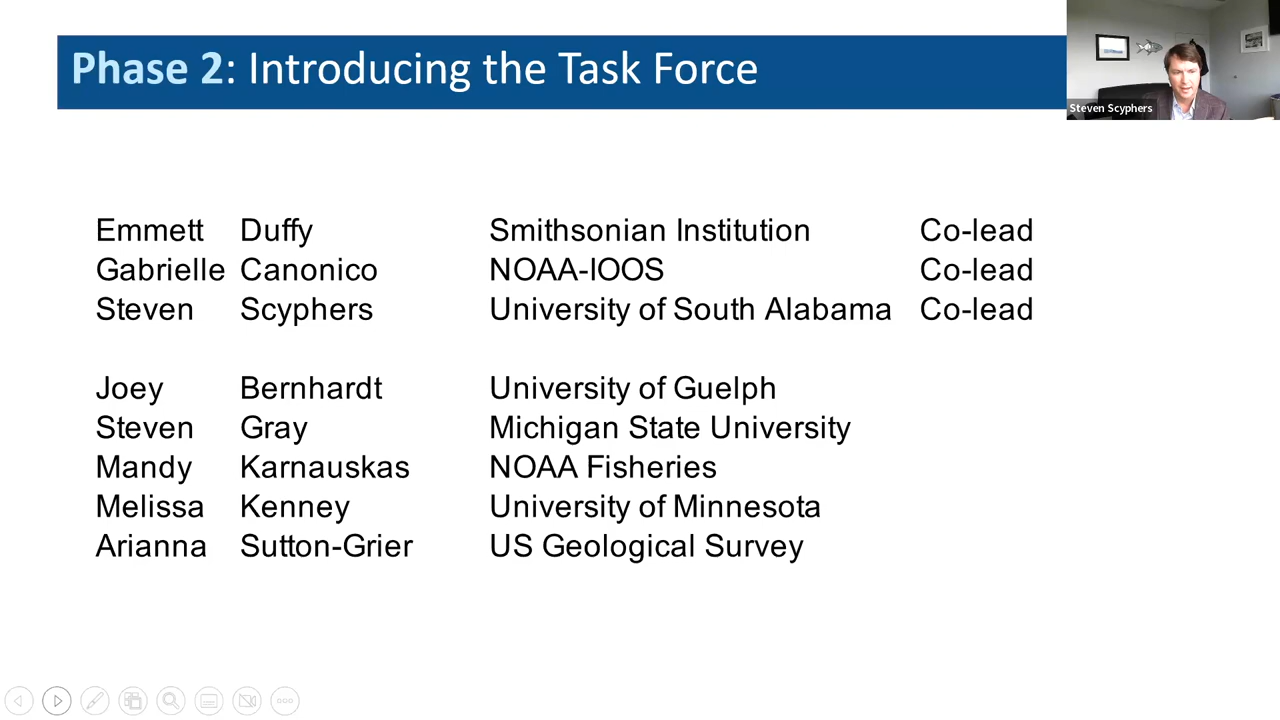 Phase 2: Introducing the Task Force
Steven Scyphers
Emmett Duffy Smithsonian Institution Co-lead
Gabrielle Canonico NOAA-IOOS Co-lead
Steven Scyphers University of South Alabama Co-lead
Joey Bernhardt University of Guelph
Steven Gray Michigan State University
Mandy Karnauskas NOAA Fisheries
Melissa Kenney University of Minnesota
Arianna Sutton-Grier US Geological Survey